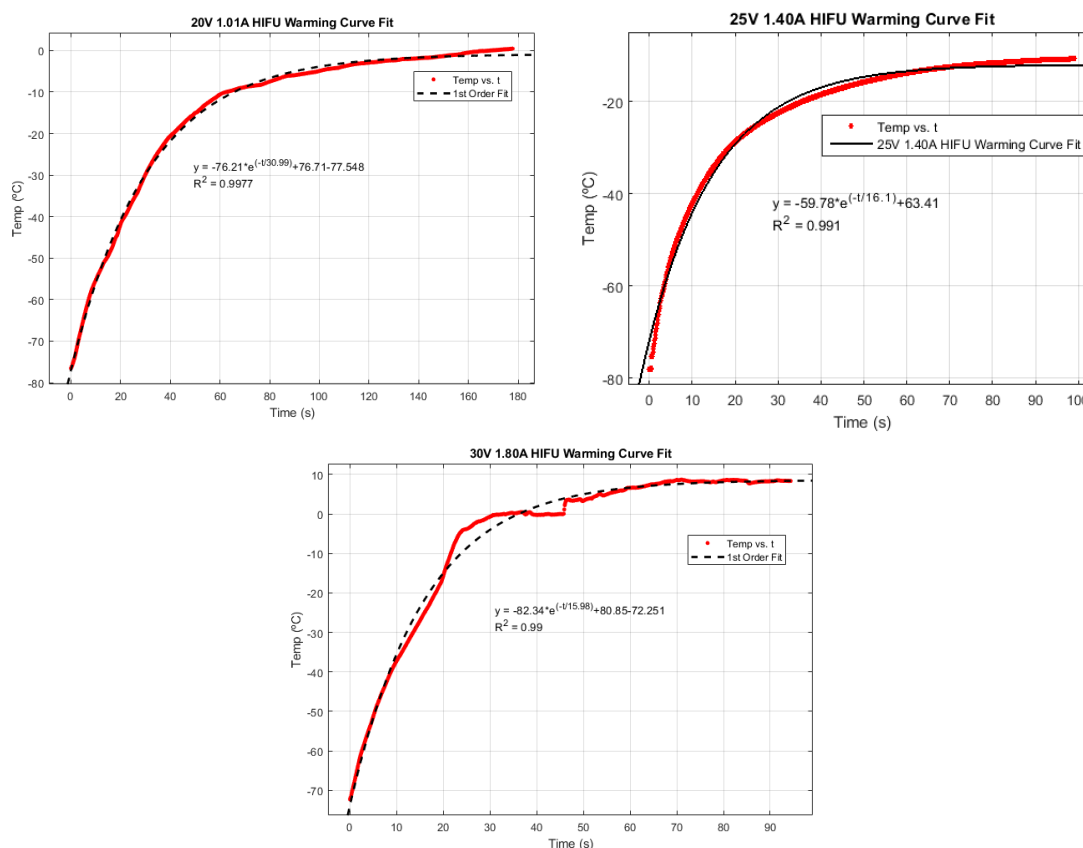 20V 1.01A HIFU Warming Curve Fit
0
-10
-20
-30
-40
-50
-60
-70
-80
Temp (ºC)
Temp vs. t
1st Order Fit
y = -76.21*e^(-t/30.99)+76.71-77.548
R^2 = 0.9977
0 20 40 60 80 100 120 140 160 180
Time (s)
25V 1.40A HIFU Warming Curve Fit
-20
-40
-60
-80
Temp (ºC)
Temp vs. t
25V 1.40A HIFU Warming Curve Fit
y = -59.78*e^(-t/16.1)+63.41
R^2 = 0.991
0 10 20 30 40 50 60 70 80 90 100
Time (s)
30V 1.80A HIFU Warming Curve Fit
10
0
-10
-20
-30
-40
-50
-60
-70
Temp (ºC)
Temp vs. t
1st Order Fit
y = -82.34*e^(-t/15.98)+80.85-72.251
R^2 = 0.99
0 10 20 30 40 50 60 70 80 90
Time (s)